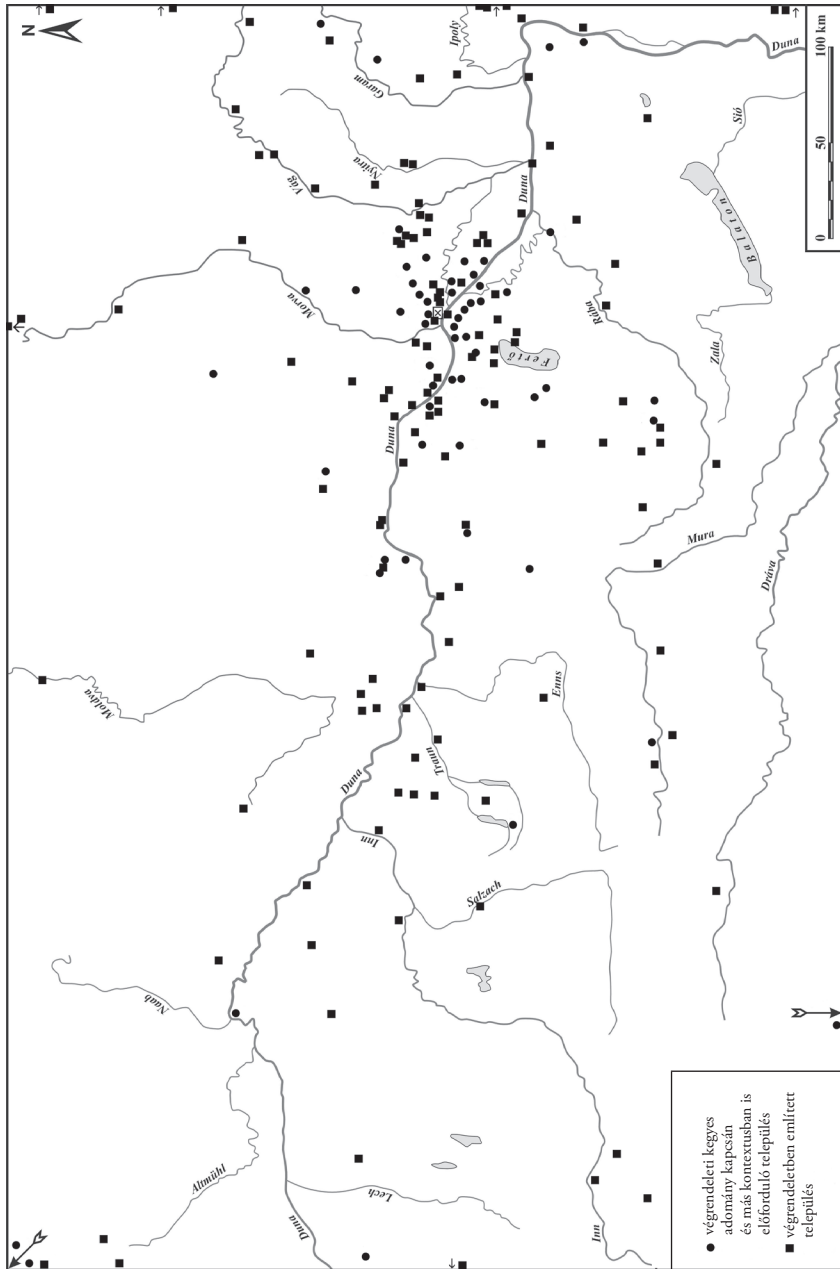 N
Altmühl
Naab
Moldva
Morva
Vág
Nyitra
Garam
Ipoly
Duna
Lech
Duna
Inn
Traun
Duna
Duna
Duna
Inn
Salzach
Enns
Fertő
Rába
Mura
Dráva
Zala
Balaton
Sió
végrendeleti kegyes
adomány kapcsán
és más kontextusban is
előforduló település
végrendeletben említett
település
0 50 100 km